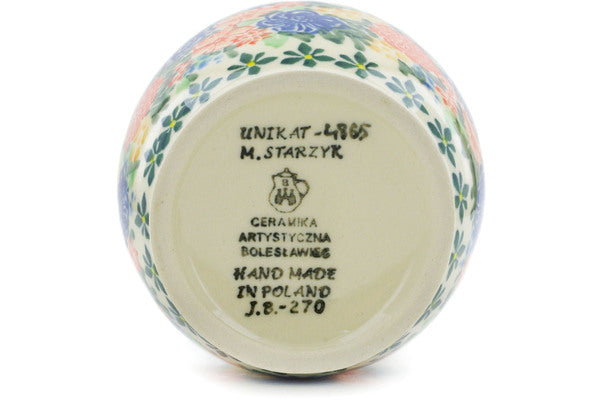 UNIKAT-4865
M. STARZYK
B
CERAMIKA
ARTYSTYCZNA
BOLESŁAWIEC
HAND MADE
IN POLAND
J.B.-270